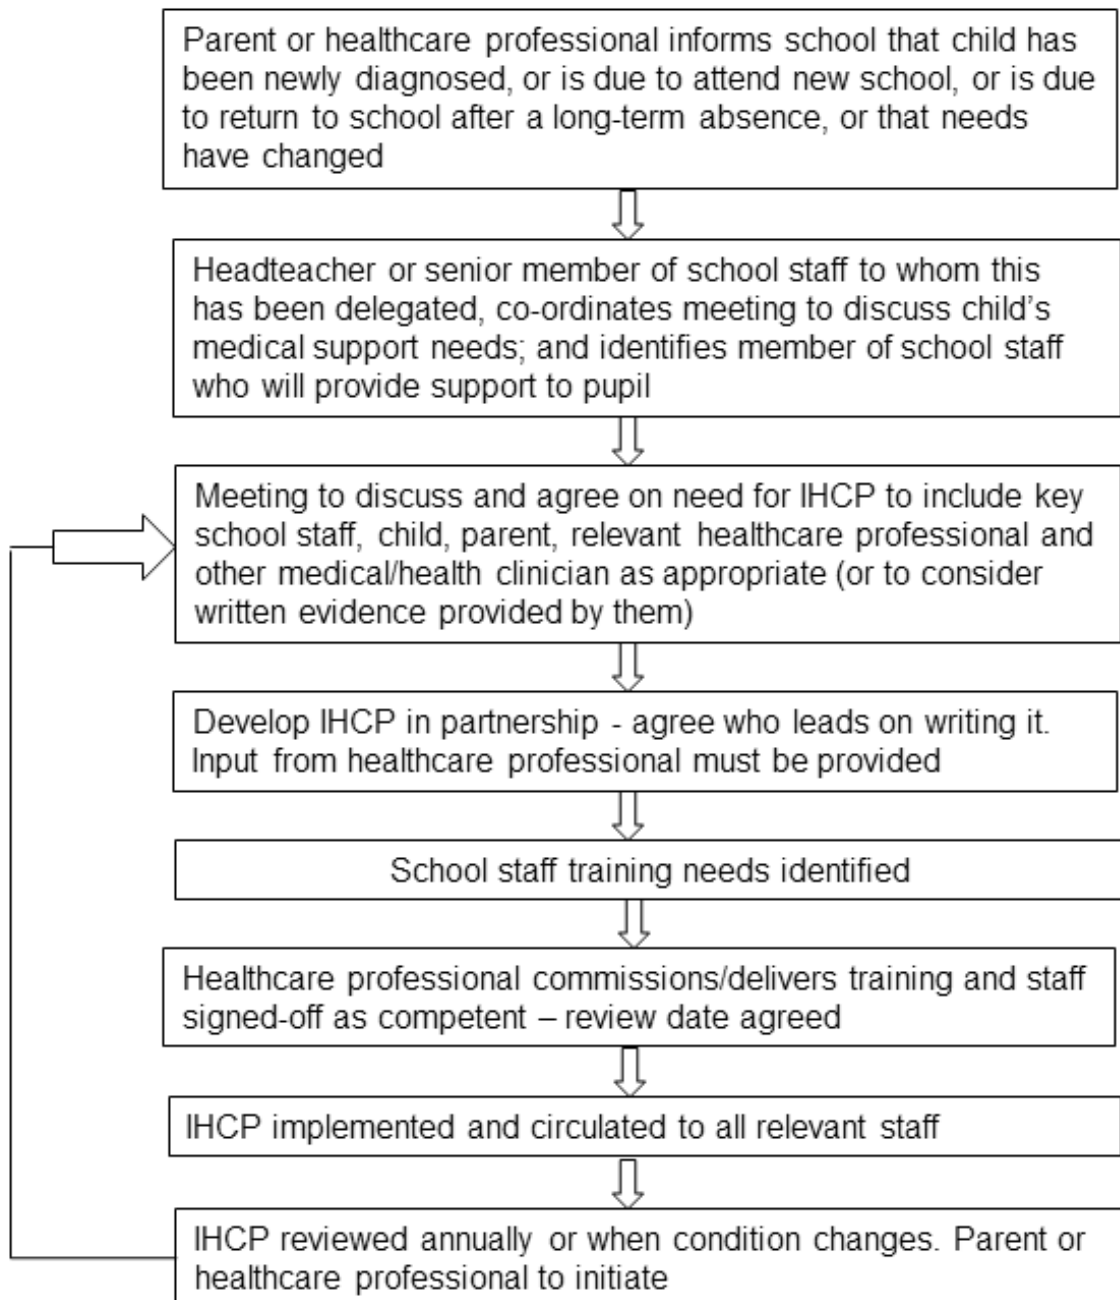 Parent or healthcare professional informs school that child has
been newly diagnosed, or is due to attend new school, or is due
to return to school after a long-term absence, or that needs
have changed
Headteacher or senior member of school staff to whom this
has been delegated, co-ordinates meeting to discuss child's
medical support needs; and identifies member of school staff
who will provide support to pupil
Meeting to discuss and agree on need for IHCP to include key
school staff, child, parent, relevant healthcare professional and
other medical/health clinician as appropriate (or to consider
written evidence provided by them)
Develop IHCP in partnership - agree who leads on writing it.
Input from healthcare professional must be provided
School staff training needs identified
Healthcare professional commissions/delivers training and staff
signed-off as competent – review date agreed
IHCP implemented and circulated to all relevant staff
IHCP reviewed annually or when condition changes. Parent or
healthcare professional to initiate